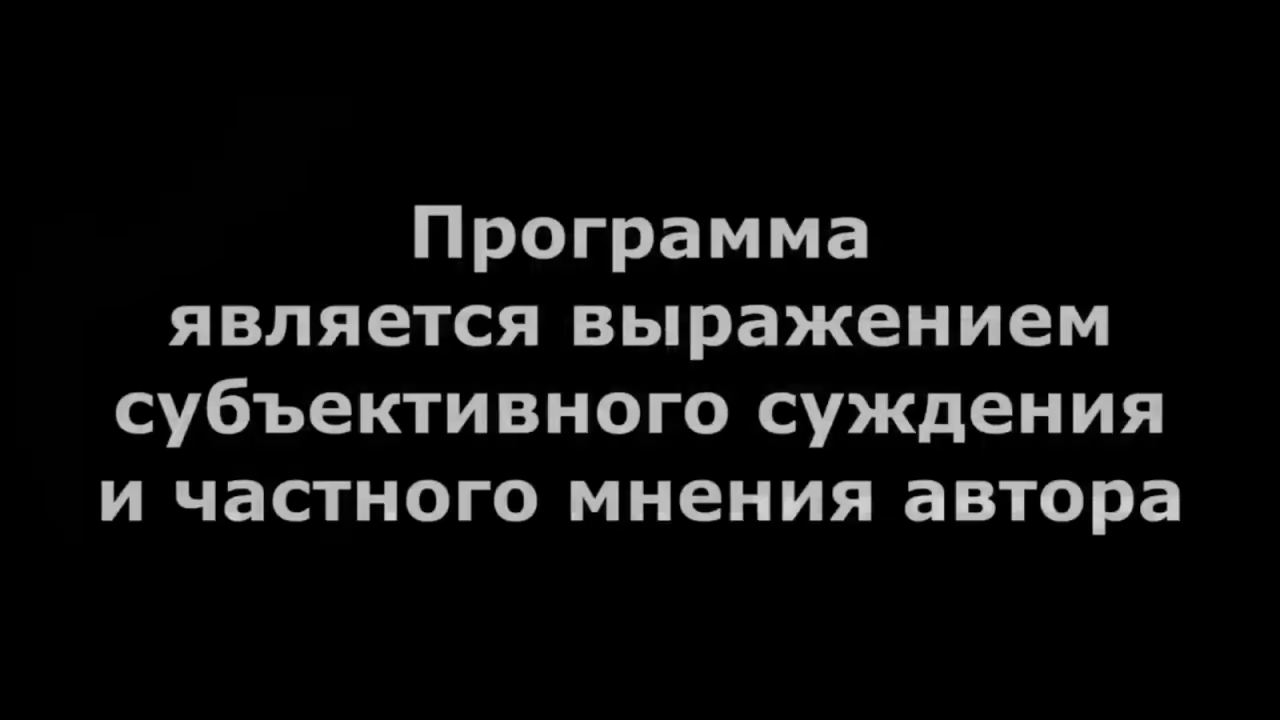 Программа
является выражением
субъективного суждения
и частного мнения автора